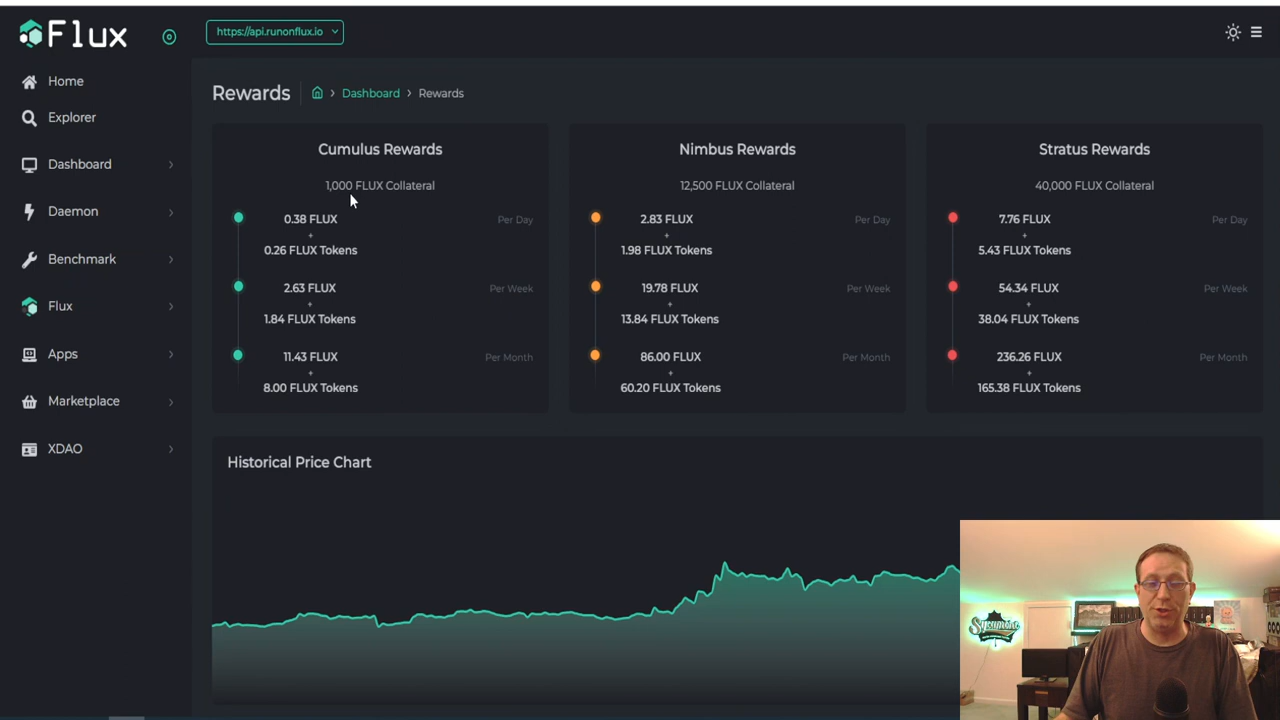 Flux
https://api.runonflux.io
Home
Explorer
Dashboard
Daemon
Benchmark
Flux
Apps
Marketplace
XDAO
Rewards
Dashboard
Rewards
Cumulus Rewards
1,000 FLUX Collateral
0.38 FLUX
+
0.26 FLUX Tokens
Per Day
2.63 FLUX
+
1.84 FLUX Tokens
Per Week
11.43 FLUX
+
8.00 FLUX Tokens
Per Month
Nimbus Rewards
12,500 FLUX Collateral
2.83 FLUX
+
1.98 FLUX Tokens
Per Day
19.78 FLUX
+
13.84 FLUX Tokens
Per Week
86.00 FLUX
+
60.20 FLUX Tokens
Per Month
Stratus Rewards
40,000 FLUX Collateral
7.76 FLUX
+
5.43 FLUX Tokens
Per Day
54.34 FLUX
+
38.04 FLUX Tokens
Per Week
236.26 FLUX
+
165.38 FLUX Tokens
Per Month
Historical Price Chart